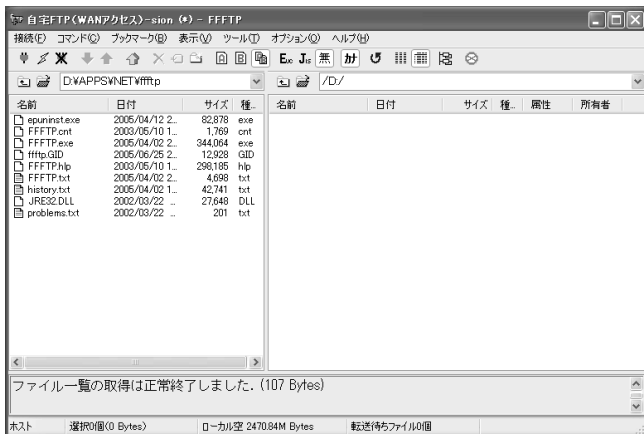 自宅FTP(WANアクセス)-sion (*) - FFFTP
接続(F) コマンド(C) ブックマーク(B) 表示(V) ツール(T) オプション(O) ヘルプ(H)
A B Euc Jis 無 カナ
D:¥APPS¥NET¥ffftp /D:/
名前 日付 サイズ 種... 名前 日付 サイズ 種... 属性 所有者
epuninst.exe 2005/04/12 2... 82,878 exe
FFFTP.cnt 2003/05/10 1... 1,769 cnt
FFFTP.exe 2005/04/02 2... 344,064 exe
ffftp.GID 2005/06/25 2... 12,928 GID
FFFTP.hlp 2003/05/10 1... 298,185 hlp
FFFTP.txt 2005/04/02 2... 4,698 txt
history.txt 2005/04/02 1... 42,741 txt
JRE32.DLL 2002/03/22 ... 27,648 DLL
problems.txt 2002/03/22 ... 201 txt
ファイル一覧の取得は正常終了しました. (107 Bytes)
ホスト 選択0個(0 Bytes) ローカル空 2470.84M Bytes 転送待ちファイル0個